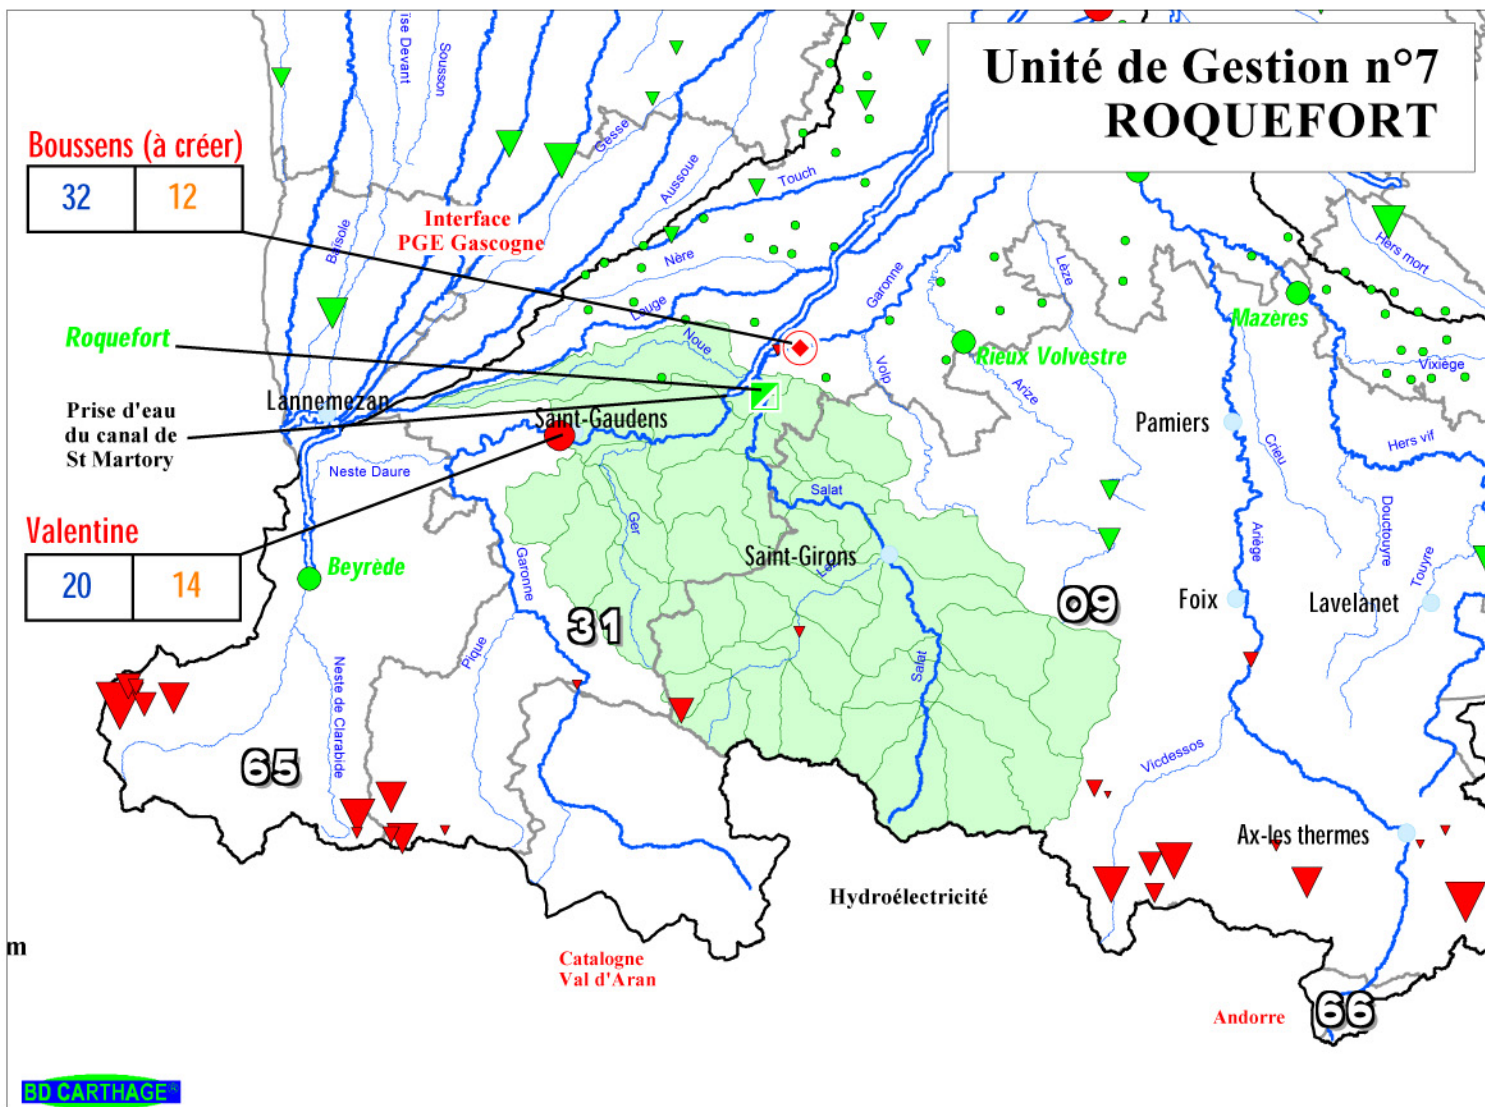 Unité de Gestion n°7
ROQUEFORT
ïse Devant
Sousson
Boussens (à créer)
32 12
Gesse
Aussoue
Touch
Interface
PGE Gascogne
Baïsole
Nère
Garonne
Lèze
Hers mort
Louge
Noue
Roquefort
Mazères
Rieux Volvestre
Volp
Arize
Vixiège
Lannemezan
Saint-Gaudens
Prise d'eau
du canal de
St Martory
Pamiers
Crieu
Hers vif
Neste Daure
Salat
Ger
Douctouyre
Valentine
20 14
Beyrède
Garonne
Saint-Girons
Ariège
Touyre
09
Foix
Lavelanet
31
Pique
Salat
Neste de Clarabide
65
Vicdessos
Ax-les thermes
Hydroélectricité
m
Catalogne
Val d'Aran
Andorre
66
BD CARTHAGE